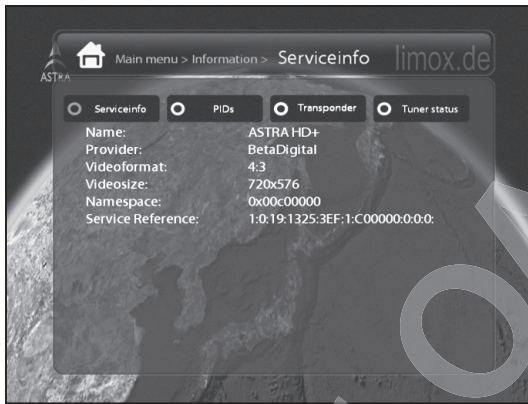 ASTRA
Main menu > Information > Serviceinfo
limox.de
Serviceinfo PIDs Transponder Tuner status
Name: ASTRA HD+
Provider: BetaDigital
Videoformat: 4:3
Videosize: 720x576
Namespace: 0x00c00000
Service Reference: 1:0:19:1325:3EF:1:C00000:0:0:0: